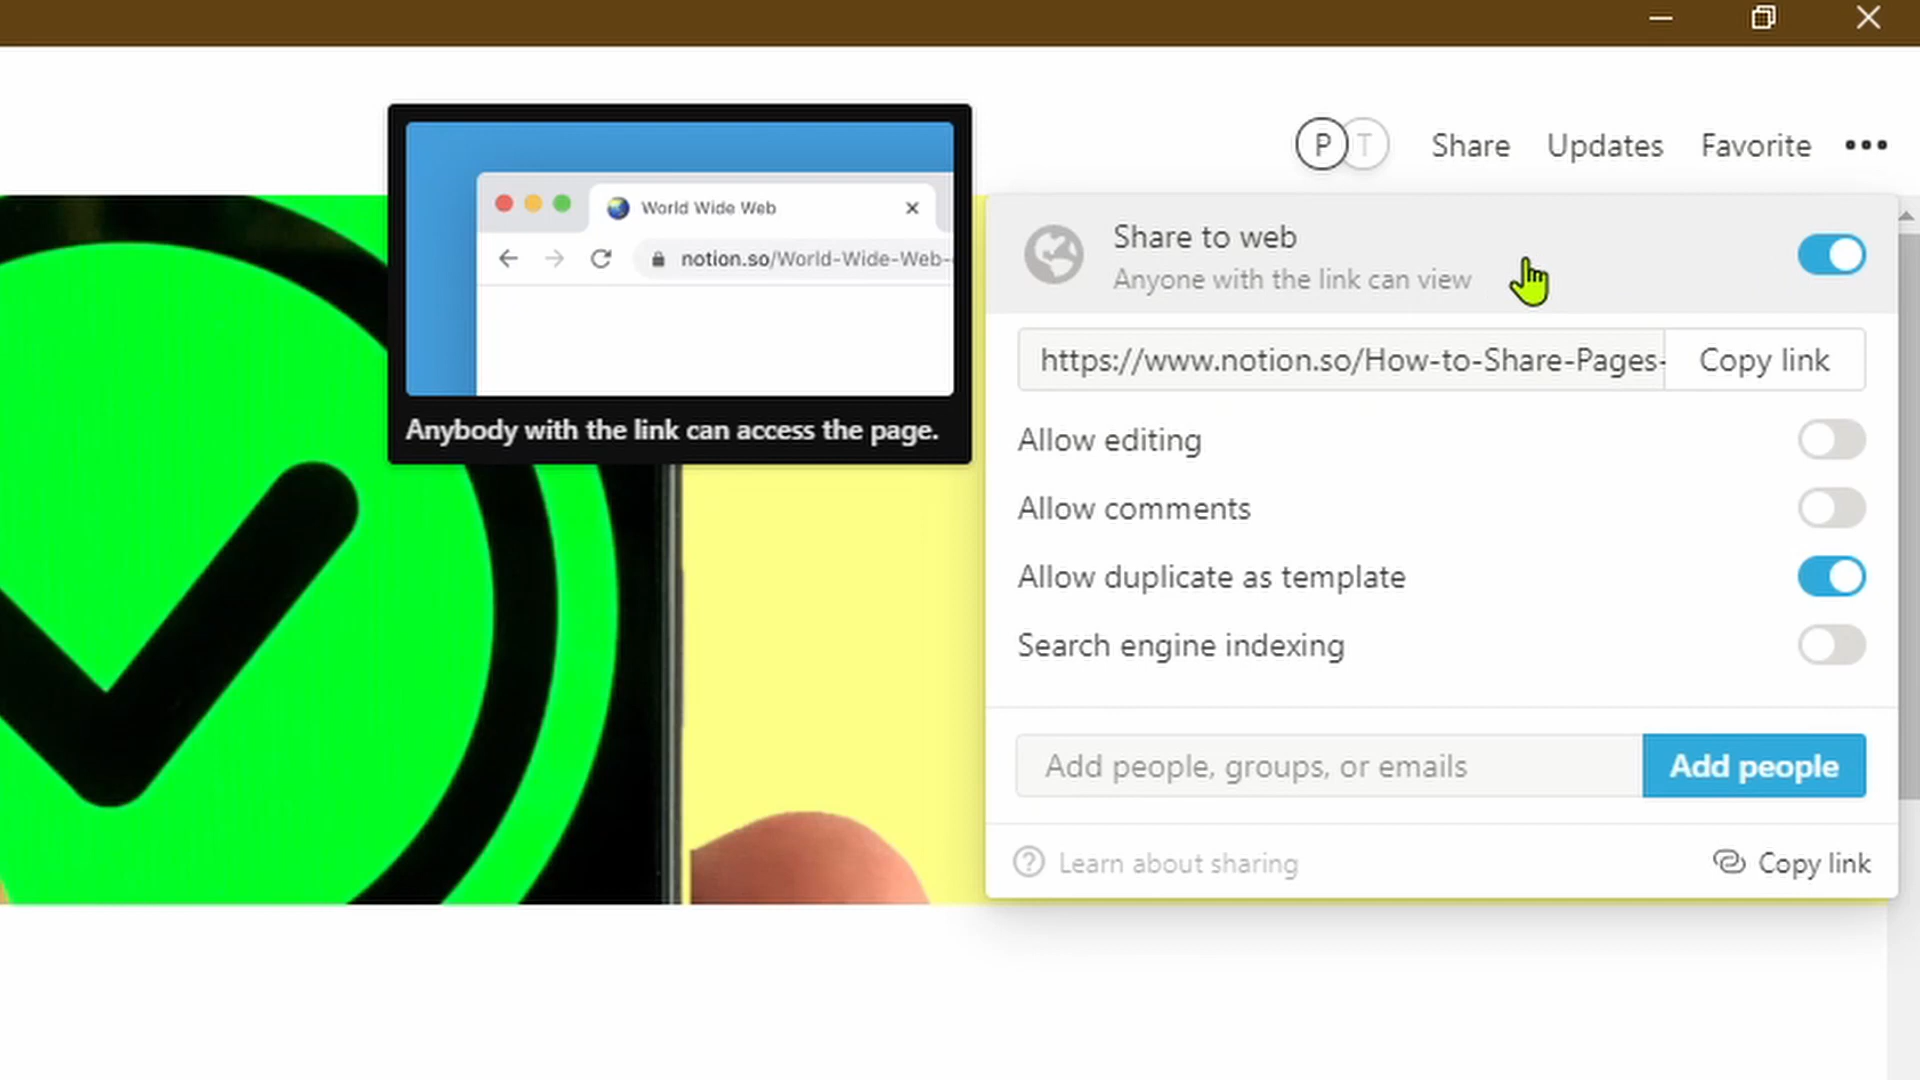 P T Share Updates Favorite •••
World Wide Web
notion.so/World-Wide-Web-
Anybody with the link can access the page.
Share to web
Anyone with the link can view
https://www.notion.so/How-to-Share-Pages- Copy link
Allow editing
Allow comments
Allow duplicate as template
Search engine indexing
Add people, groups, or emails Add people
Learn about sharing Copy link